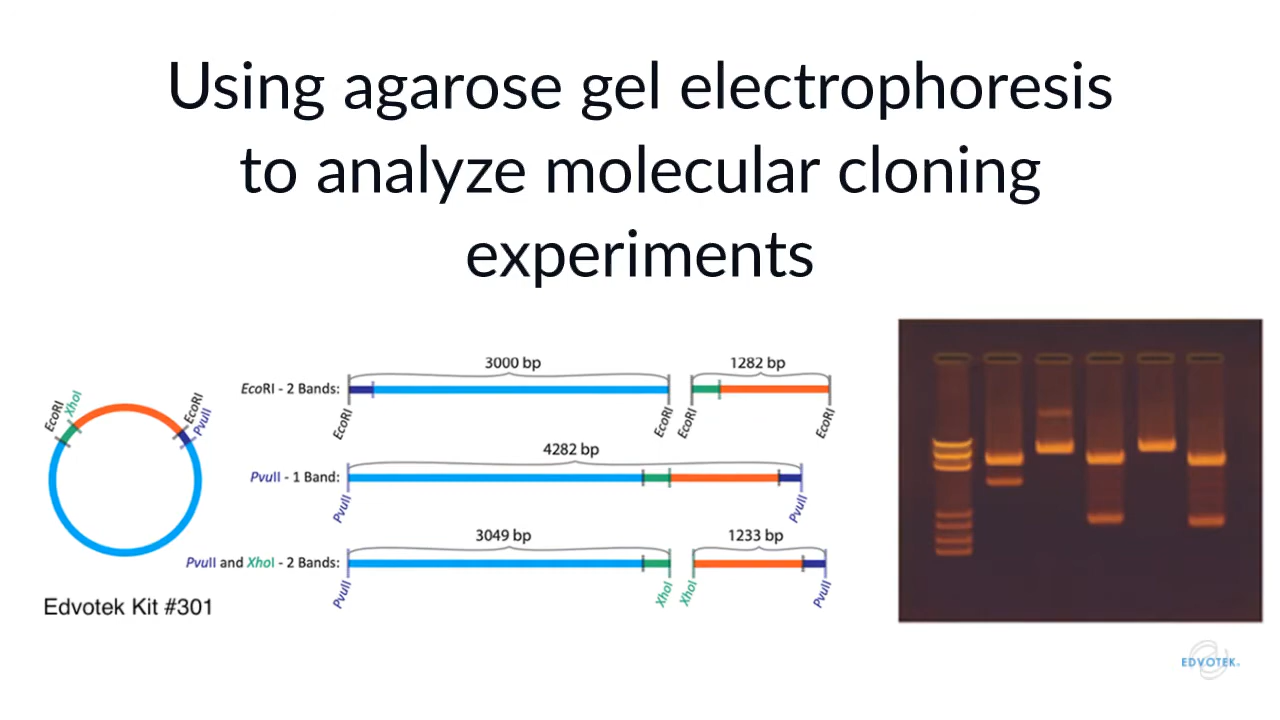 Using agarose gel electrophoresis
to analyze molecular cloning
experiments
EcoRI
XhoI
EcoRI
PvuII
Edvotek Kit #301
3000 bp
1282 bp
EcoRI - 2 Bands:
EcoRI
EcoRI
EcoRI
EcoRI
4282 bp
PvuII - 1 Band:
PvuII
PvuII
3049 bp
1233 bp
PvuII and XhoI - 2 Bands:
PvuII
XhoI
XhoI
PvuII
EDVOTEK.